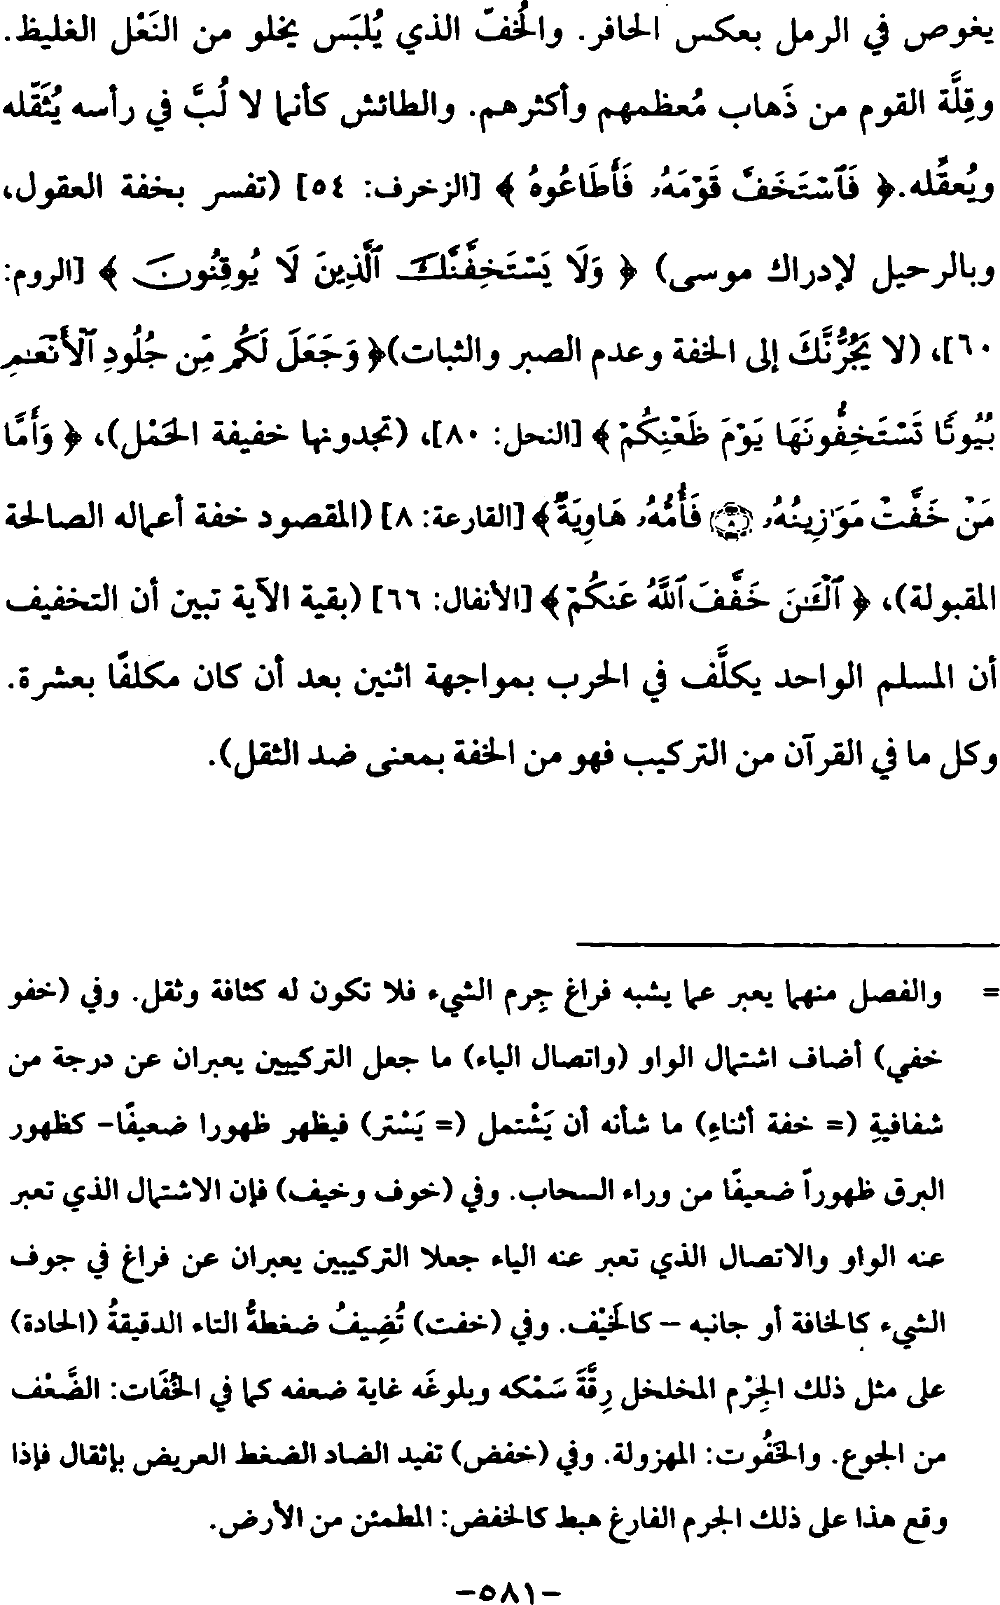 يغوص في الرمل بعكس الحافر. والخُفّ الذي يُلبَس يخلو من النَعْل الغليظ.
وقِلَّة القوم من ذَهاب مُعظمهم وأكثرهم. والطائش كأنما لا لُبَّ في رأسه يُثَقّله
ويُعقَّله.﴿ فَٱسْتَخَفَّ قَوْمَهُۥ فَأَطَاعُوهُ ﴾ [الزخرف: ٥٤] (تفسر بخفة العقول،
وبالرحيل لإدراك موسى) ﴿ وَلَا يَسْتَخِفَّنَّكَ ٱلَّذِينَ لَا يُوقِنُونَ ﴾ [الروم:
٦٠]، (لا يَجُرُّنَّكَ إلى الخفة وعدم الصبر والثبات)﴿ وَجَعَلَ لَكُم مِّن جُلُودِ ٱلْأَنْعَٰمِ
بُيُوتًا تَسْتَخِفُّونَهَا يَوْمَ ظَعْنِكُمْ ﴾ [النحل: ٨٠]، (تجدونها خفيفة الحَمْل)، ﴿ وَأَمَّا
مَنْ خَفَّتْ مَوَٰزِينُهُۥ ۝٨ فَأُمُّهُۥ هَاوِيَةٌ ﴾ [القارعة: ٨] (المقصود خفة أعماله الصالحة
المقبولة)، ﴿ ٱلْـَٰٔنَ خَفَّفَ ٱللَّهُ عَنكُمْ ﴾ [الأنفال: ٦٦] (بقية الآية تبين أن التخفيف
أن المسلم الواحد يكلَّف في الحرب بمواجهة اثنين بعد أن كان مكلفًا بعشرة.
وكل ما في القرآن من التركيب فهو من الخفة بمعنى ضد الثقل).
= والفصل منهما يعبر عما يشبه فراغ جِرم الشيء فلا تكون له كثافة وثقل. وفي (خفو
خفي) أضاف اشتمال الواو (واتصال الياء) ما جعل التركيبين يعبران عن درجة من
شفافيةِ (= خفة أثناءِ) ما شأنه أن يَشْتمل (= يَسْتر) فيظهر ظهورا ضعيفًا- كظهور
البرق ظهوراً ضعيفًا من وراء السحاب. وفي (خوف وخيف) فإن الاشتمال الذي تعبر
عنه الواو والاتصال الذي تعبر عنه الياء جعلا التركيبين يعبران عن فراغ في جوف
الشيء كالخافة أو جانبه - كالخَيْف. وفي (خفت) تُضِيفُ ضغطةُ التاء الدقيقةُ (الحادة)
على مثل ذلك الجِرْم المخلخل رِقَّةَ سَمْكه وبلوغَه غاية ضعفه كما في الخُفَات: الضَّعْف
من الجوع. والخَفُوت: المهزولة. وفي (خفض) تفيد الضاد الضغط العريض بإثقال فإذا
وقع هذا على ذلك الجرم الفارغ هبط كالخفض: المطمئن من الأرض.
-٥٨١-